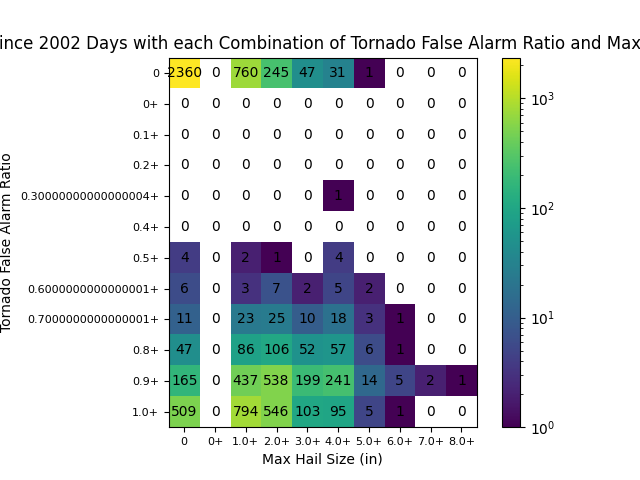 ince 2002 Days with each Combination of Tornado False Alarm Ratio and Max
Tornado False Alarm Ratio
0 2360 0 760 245 47 31 1 0 0 0
0+ 0 0 0 0 0 0 0 0 0 0
0.1+ 0 0 0 0 0 0 0 0 0 0
0.2+ 0 0 0 0 0 0 0 0 0 0
0.30000000000000004+ 0 0 0 0 0 1 0 0 0 0
0.4+ 0 0 0 0 0 0 0 0 0 0
0.5+ 4 0 2 1 0 4 0 0 0 0
0.6000000000000001+ 6 0 3 7 2 5 2 0 0 0
0.7000000000000001+ 11 0 23 25 10 18 3 1 0 0
0.8+ 47 0 86 106 52 57 6 1 0 0
0.9+ 165 0 437 538 199 241 14 5 2 1
1.0+ 509 0 794 546 103 95 5 1 0 0
0 0+ 1.0+ 2.0+ 3.0+ 4.0+ 5.0+ 6.0+ 7.0+ 8.0+
Max Hail Size (in)
10³
10²
10¹
10⁰